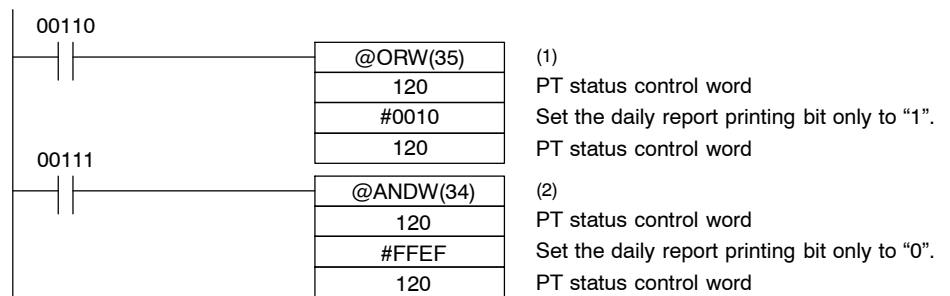 00110
@ORW(35) (1)
120 PT status control word
#0010 Set the daily report printing bit only to “1”.
120 PT status control word
00111
@ANDW(34) (2)
120 PT status control word
#FFEF Set the daily report printing bit only to “0”.
120 PT status control word